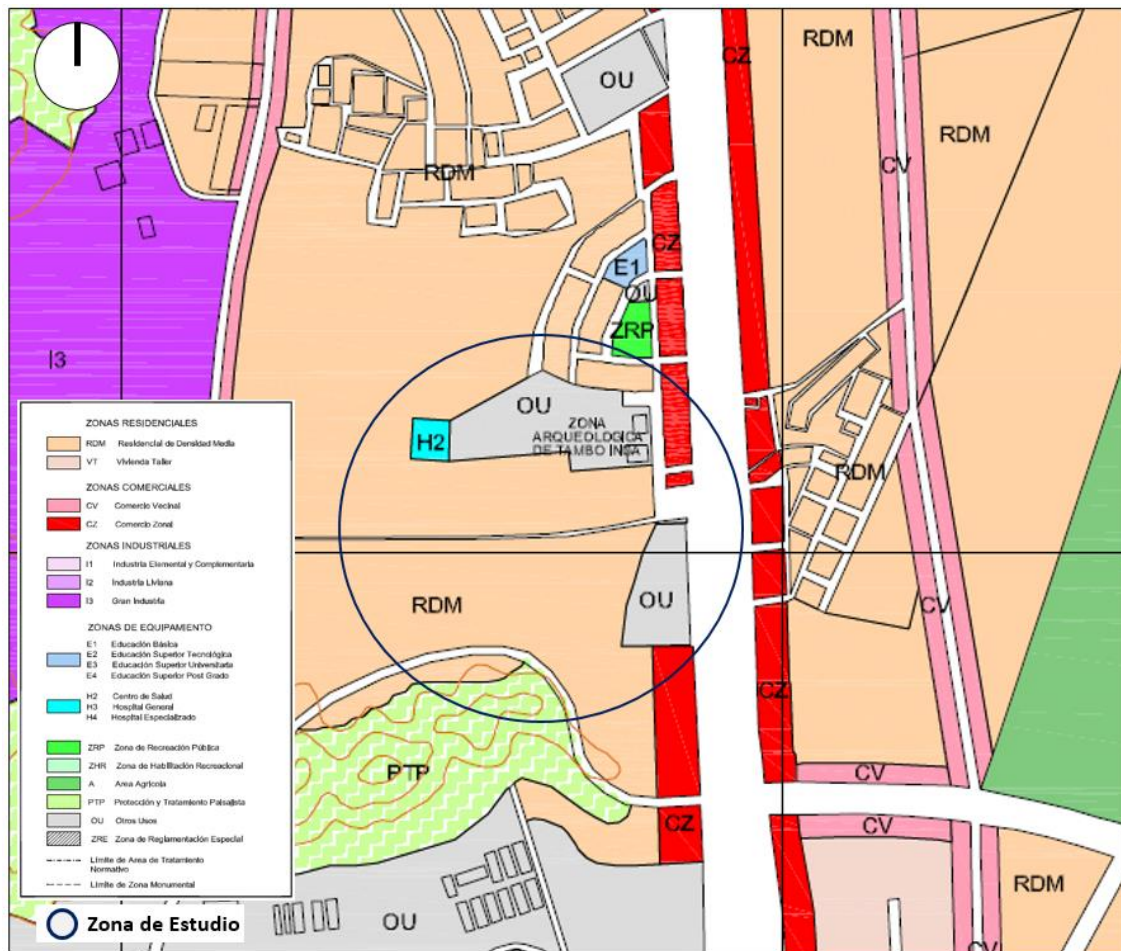 RDM
CZ
OU
RDM
CV
RDM
CZ
E1
OU
ZRP
I3
OU
ZONA
ARQUEOLOGICA
DE TAMBO INGA
H2
RDM
RDM
OU
CV
CZ
PTP
CV
CZ
CV
RDM
OU
CV
ZONAS RESIDENCIALES
RDM Residencial de Densidad Media
VT Vivienda Taller
ZONAS COMERCIALES
CV Comercio Vecinal
CZ Comercio Zonal
ZONAS INDUSTRIALES
I1 Industria Elemental y Complementaria
I2 Industria Liviana
I3 Gran Industria
ZONAS DE EQUIPAMIENTO
E1 Educación Básica
E2 Educación Superior Tecnológica
E3 Educación Superior Universitaria
E4 Educación Superior Post Grado
H2 Centro de Salud
H3 Hospital General
H4 Hospital Especializado
ZRP Zona de Recreación Pública
ZHR Zona de Habilitación Recreacional
A Area Agrícola
PTP Protección y Tratamiento Paisajista
OU Otros Usos
ZRE Zona de Reglamentación Especial
Límite de Area de Tratamiento
Normativo
Límite de Zona Monumental
Zona de Estudio